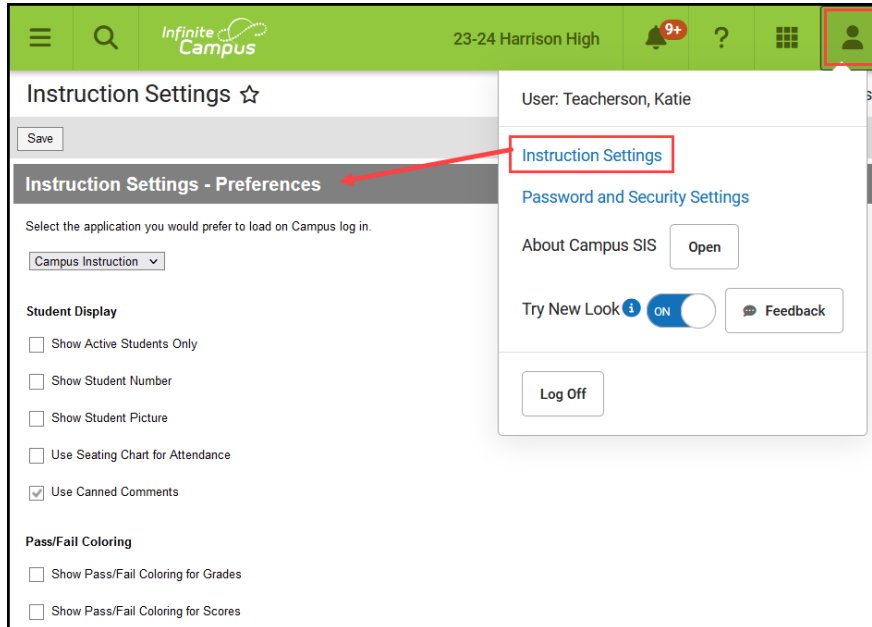 Infinite Campus
23-24 Harrison High
9+
?
Instruction Settings
Save
Instruction Settings - Preferences
Select the application you would prefer to load on Campus log in.
Campus Instruction
Student Display
Show Active Students Only
Show Student Number
Show Student Picture
Use Seating Chart for Attendance
Use Canned Comments
Pass/Fail Coloring
Show Pass/Fail Coloring for Grades
Show Pass/Fail Coloring for Scores
User: Teacherson, Katie
Instruction Settings
Password and Security Settings
About Campus SIS Open
Try New Look i ON Feedback
Log Off